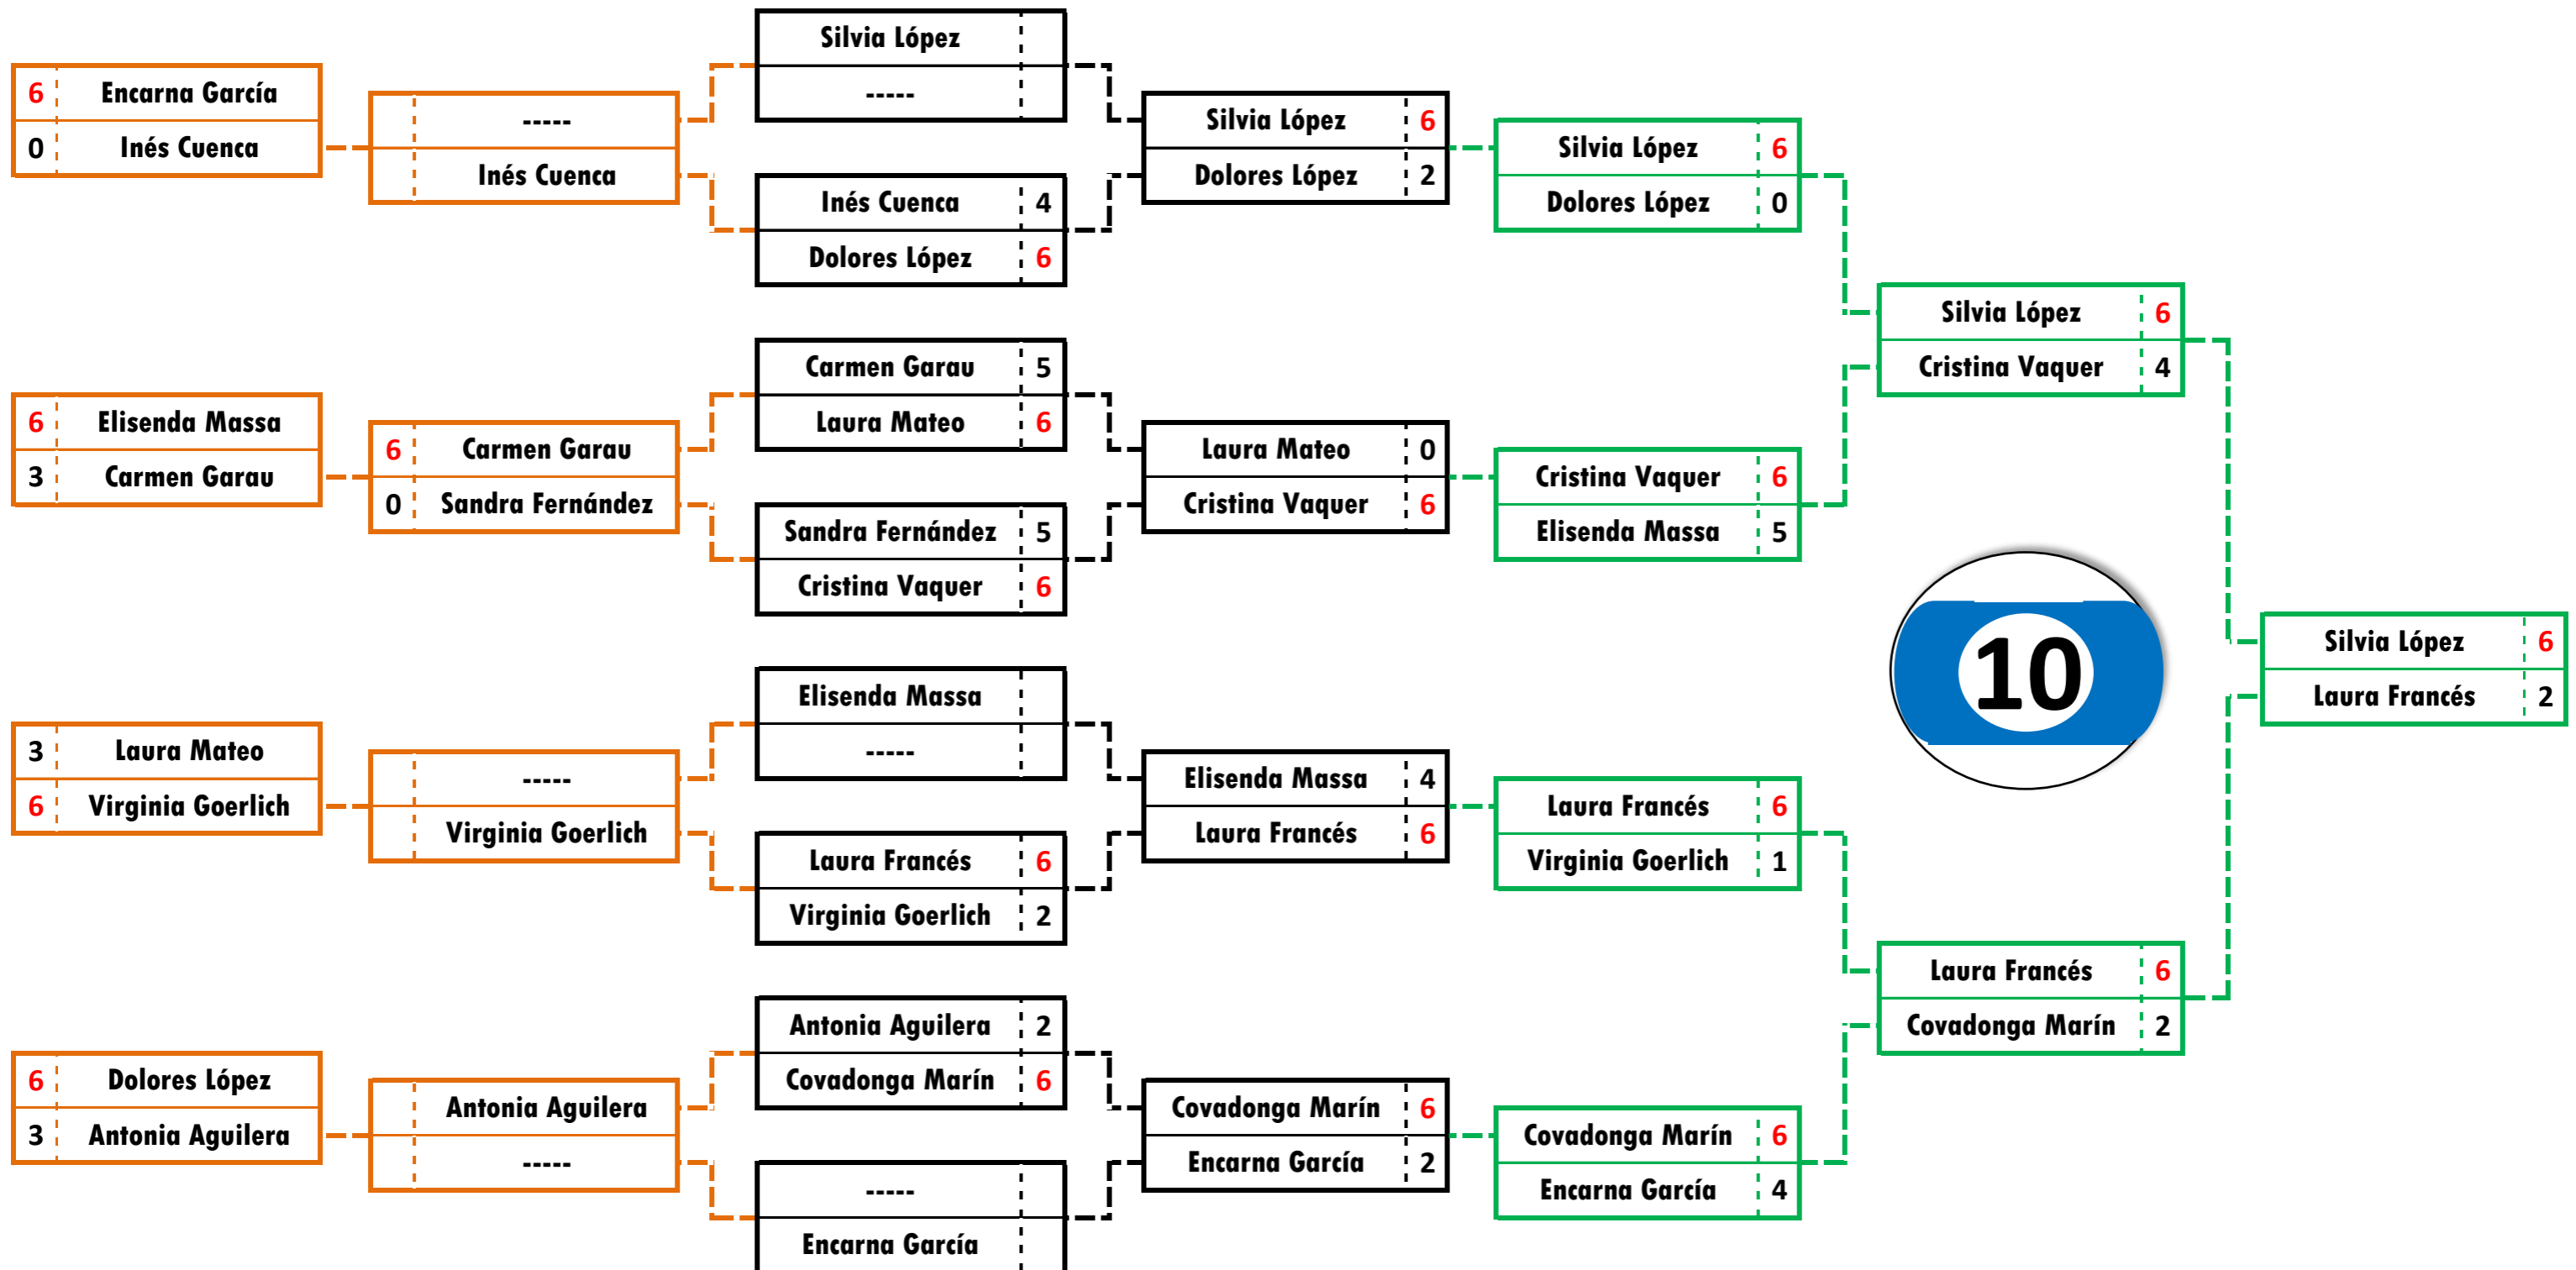 6 Encarna García
0 Inés Cuenca
6 Elisenda Massa
3 Carmen Garau
3 Laura Mateo
6 Virginia Goerlich
6 Dolores López
3 Antonia Aguilera
-----
Inés Cuenca
6 Carmen Garau
0 Sandra Fernández
-----
Virginia Goerlich
Antonia Aguilera
-----
Silvia López
-----
Inés Cuenca 4
Dolores López 6
Carmen Garau 5
Laura Mateo 6
Sandra Fernández 5
Cristina Vaquer 6
Elisenda Massa
-----
Laura Francés 6
Virginia Goerlich 2
Antonia Aguilera 2
Covadonga Marín 6
-----
Encarna García
Silvia López 6
Dolores López 2
Laura Mateo 0
Cristina Vaquer 6
Elisenda Massa 4
Laura Francés 6
Covadonga Marín 6
Encarna García 2
Silvia López 6
Dolores López 0
Cristina Vaquer 6
Elisenda Massa 5
Laura Francés 6
Virginia Goerlich 1
Covadonga Marín 6
Encarna García 4
Silvia López 6
Cristina Vaquer 4
10
Laura Francés 6
Covadonga Marín 2
Silvia López 6
Laura Francés 2